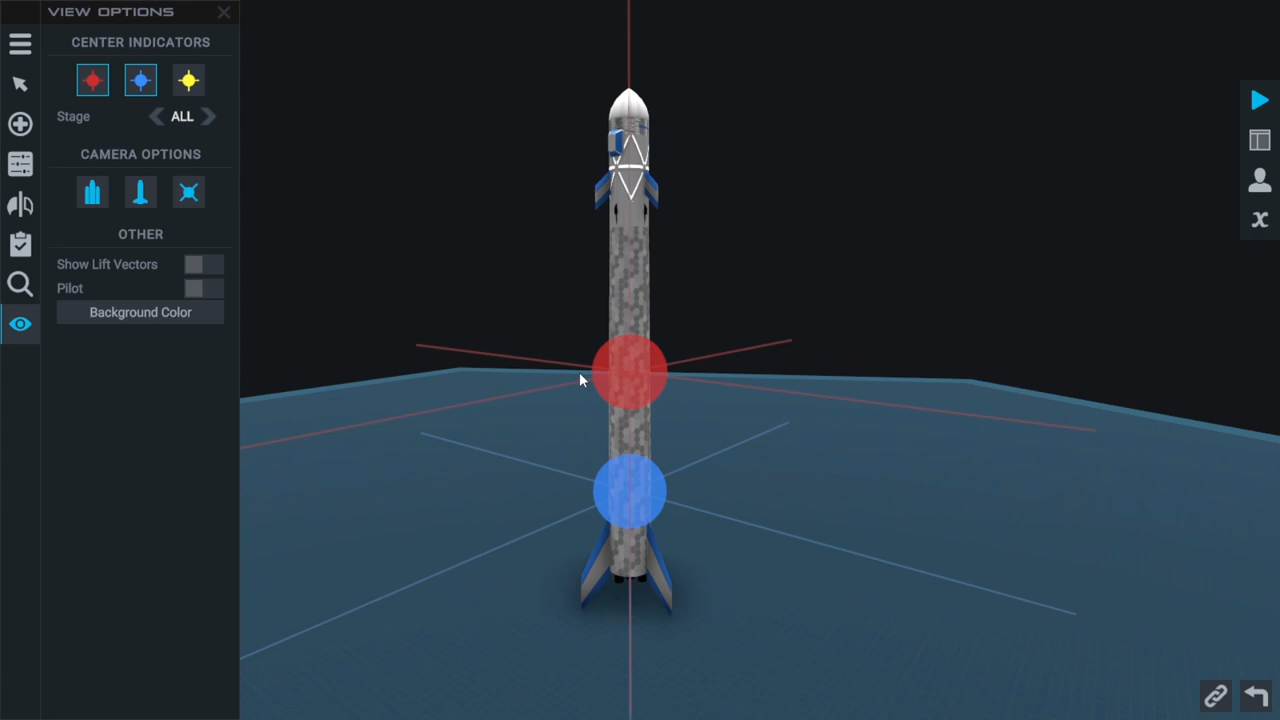 VIEW OPTIONS
CENTER INDICATORS
Stage ALL
CAMERA OPTIONS
OTHER
Show Lift Vectors
Pilot
Background Color
x